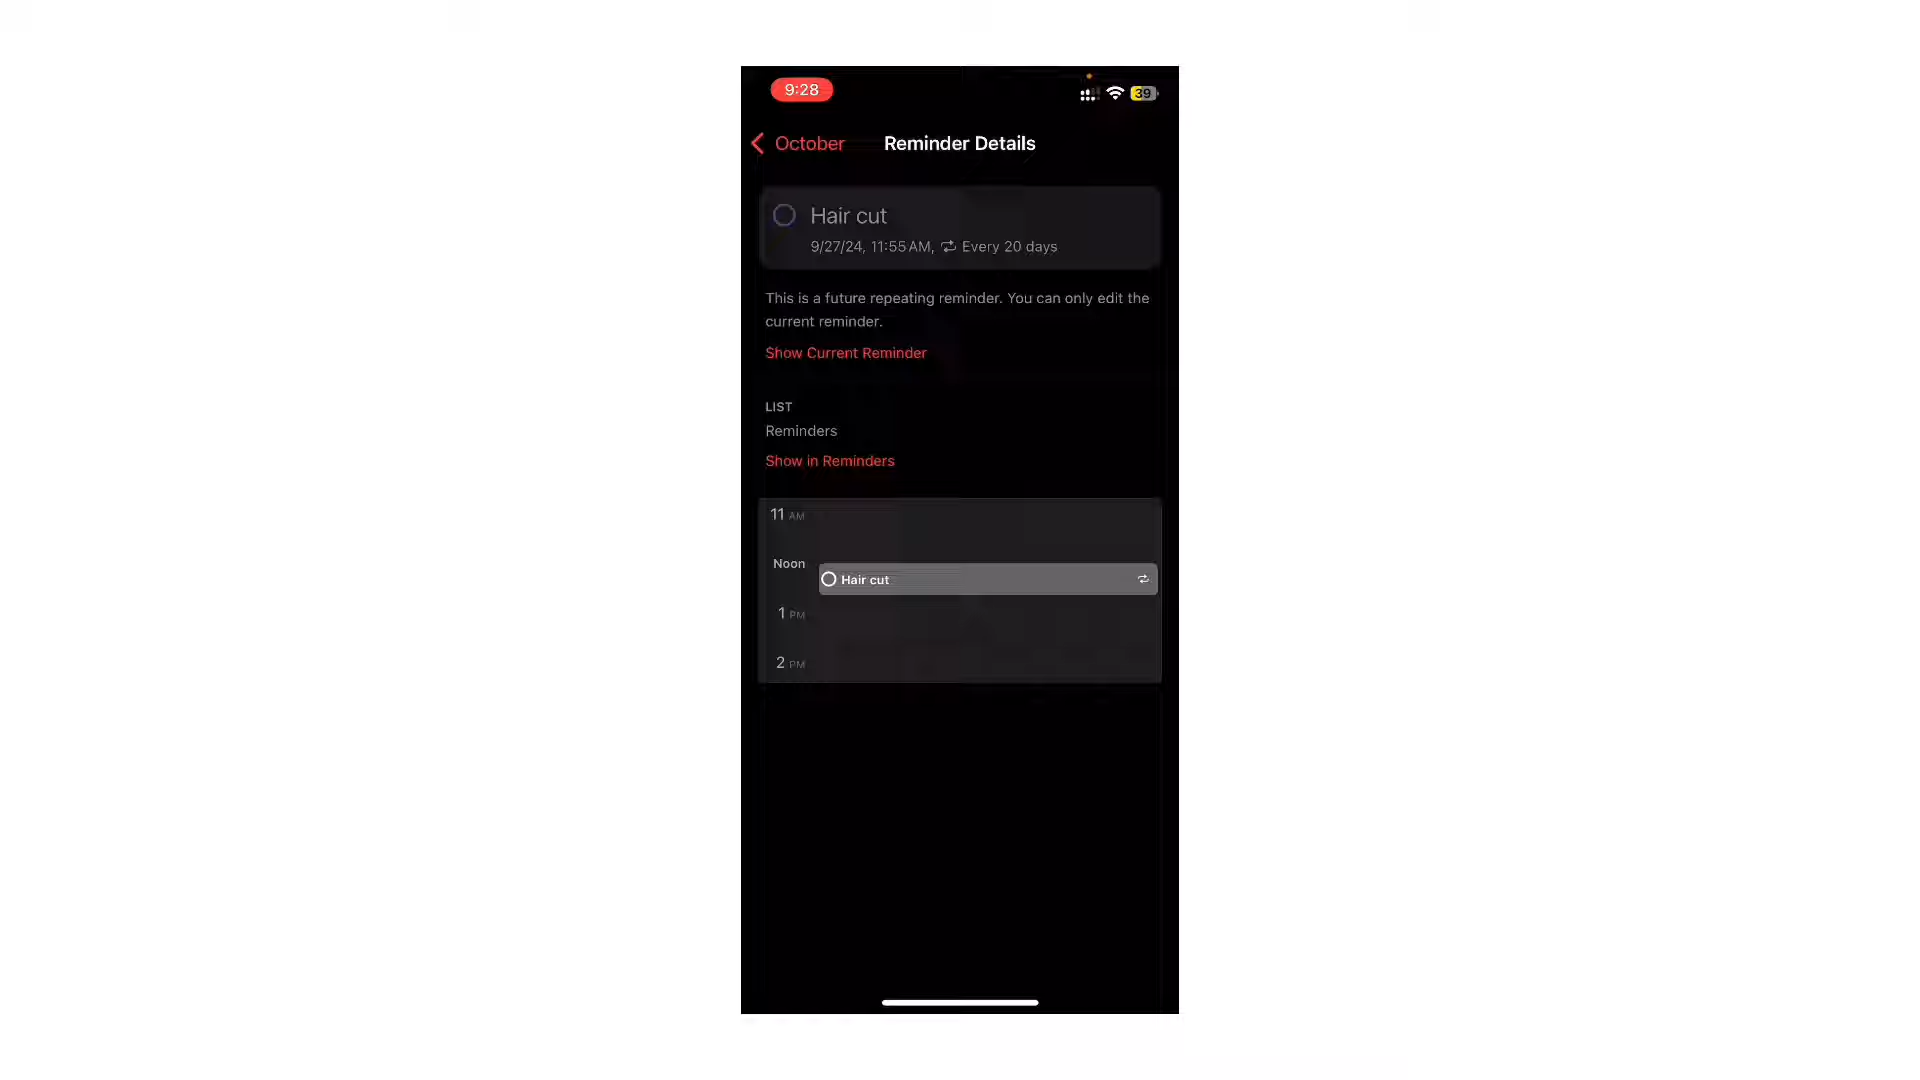 9:28
39
October
Reminder Details
Hair cut
9/27/24, 11:55 AM, Every 20 days
This is a future repeating reminder. You can only edit the
current reminder.
Show Current Reminder
LIST
Reminders
Show in Reminders
11 AM
Noon
Hair cut
1 PM
2 PM